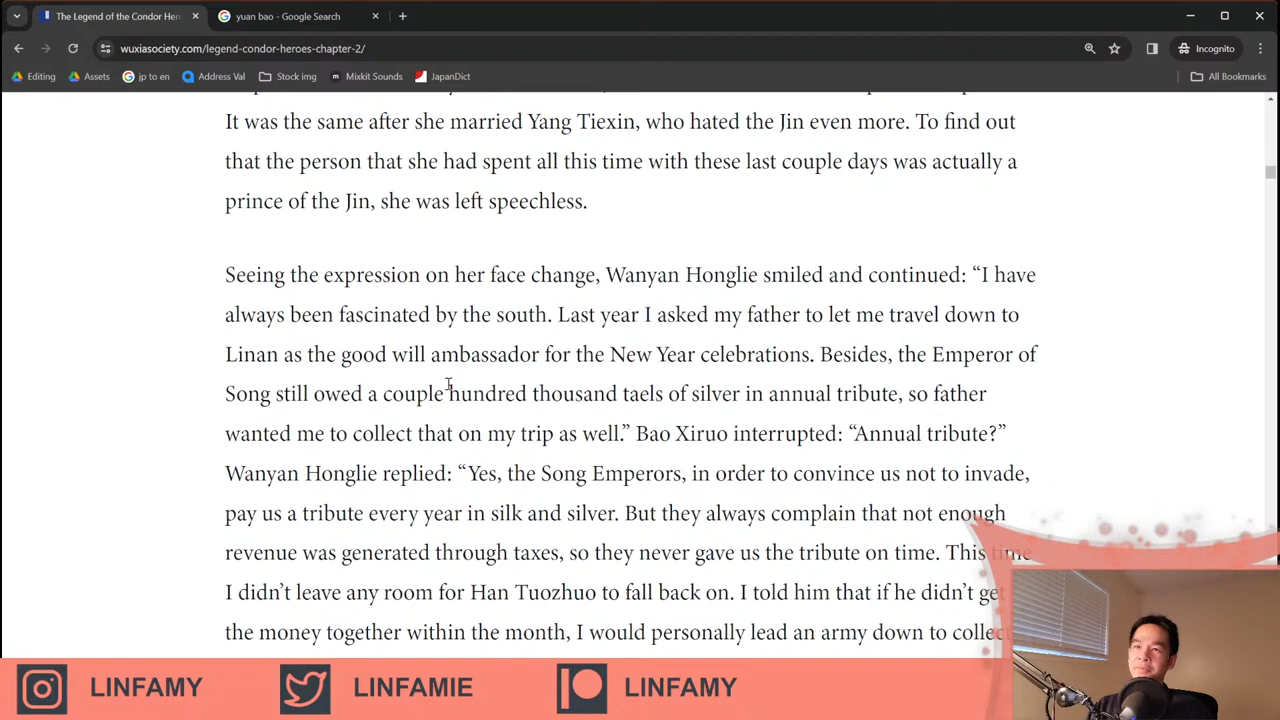 The Legend of the Condor Her
yuan bao - Google Search
wuxiasociety.com/legend-condor-heroes-chapter-2/
Incognito
Editing
Assets
jp to en
Address Val
Stock img
Mixkit Sounds
JapanDict
All Bookmarks
It was the same after she married Yang Tiexin, who hated the Jin even more. To find out
that the person that she had spent all this time with these last couple days was actually a
prince of the Jin, she was left speechless.
Seeing the expression on her face change, Wanyan Honglie smiled and continued: “I have
always been fascinated by the south. Last year I asked my father to let me travel down to
Linan as the good will ambassador for the New Year celebrations. Besides, the Emperor of
Song still owed a couple hundred thousand taels of silver in annual tribute, so father
wanted me to collect that on my trip as well.” Bao Xiruo interrupted: “Annual tribute?”
Wanyan Honglie replied: “Yes, the Song Emperors, in order to convince us not to invade,
pay us a tribute every year in silk and silver. But they always complain that not enough
revenue was generated through taxes, so they never gave us the tribute on time. This time
I didn’t leave any room for Han Tuozhuo to fall back on. I told him that if he didn’t get
the money together within the month, I would personally lead an army down to collec
LINFAMY
LINFAMIE
LINFAMY